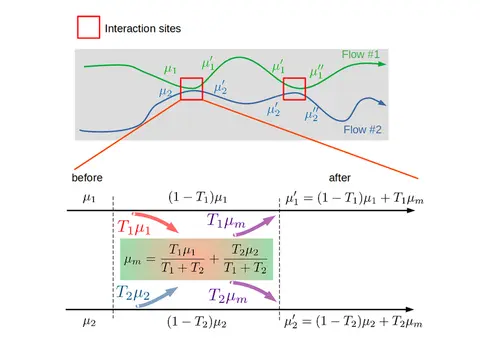 Interaction sites
Flow #1
μ₁ μ₁′ μ₁′ μ₁″
μ₂ μ₂′ μ₂′ μ₂″
Flow #2
before after
μ₁ (1 − T₁)μ₁ μ₁′ = (1 − T₁)μ₁ + T₁μₘ
T₁μ₁ T₁μₘ
μₘ = T₁μ₁/(T₁ + T₂) + T₂μ₂/(T₁ + T₂)
T₂μ₂ T₂μₘ
μ₂ (1 − T₂)μ₂ μ₂′ = (1 − T₂)μ₂ + T₂μₘ